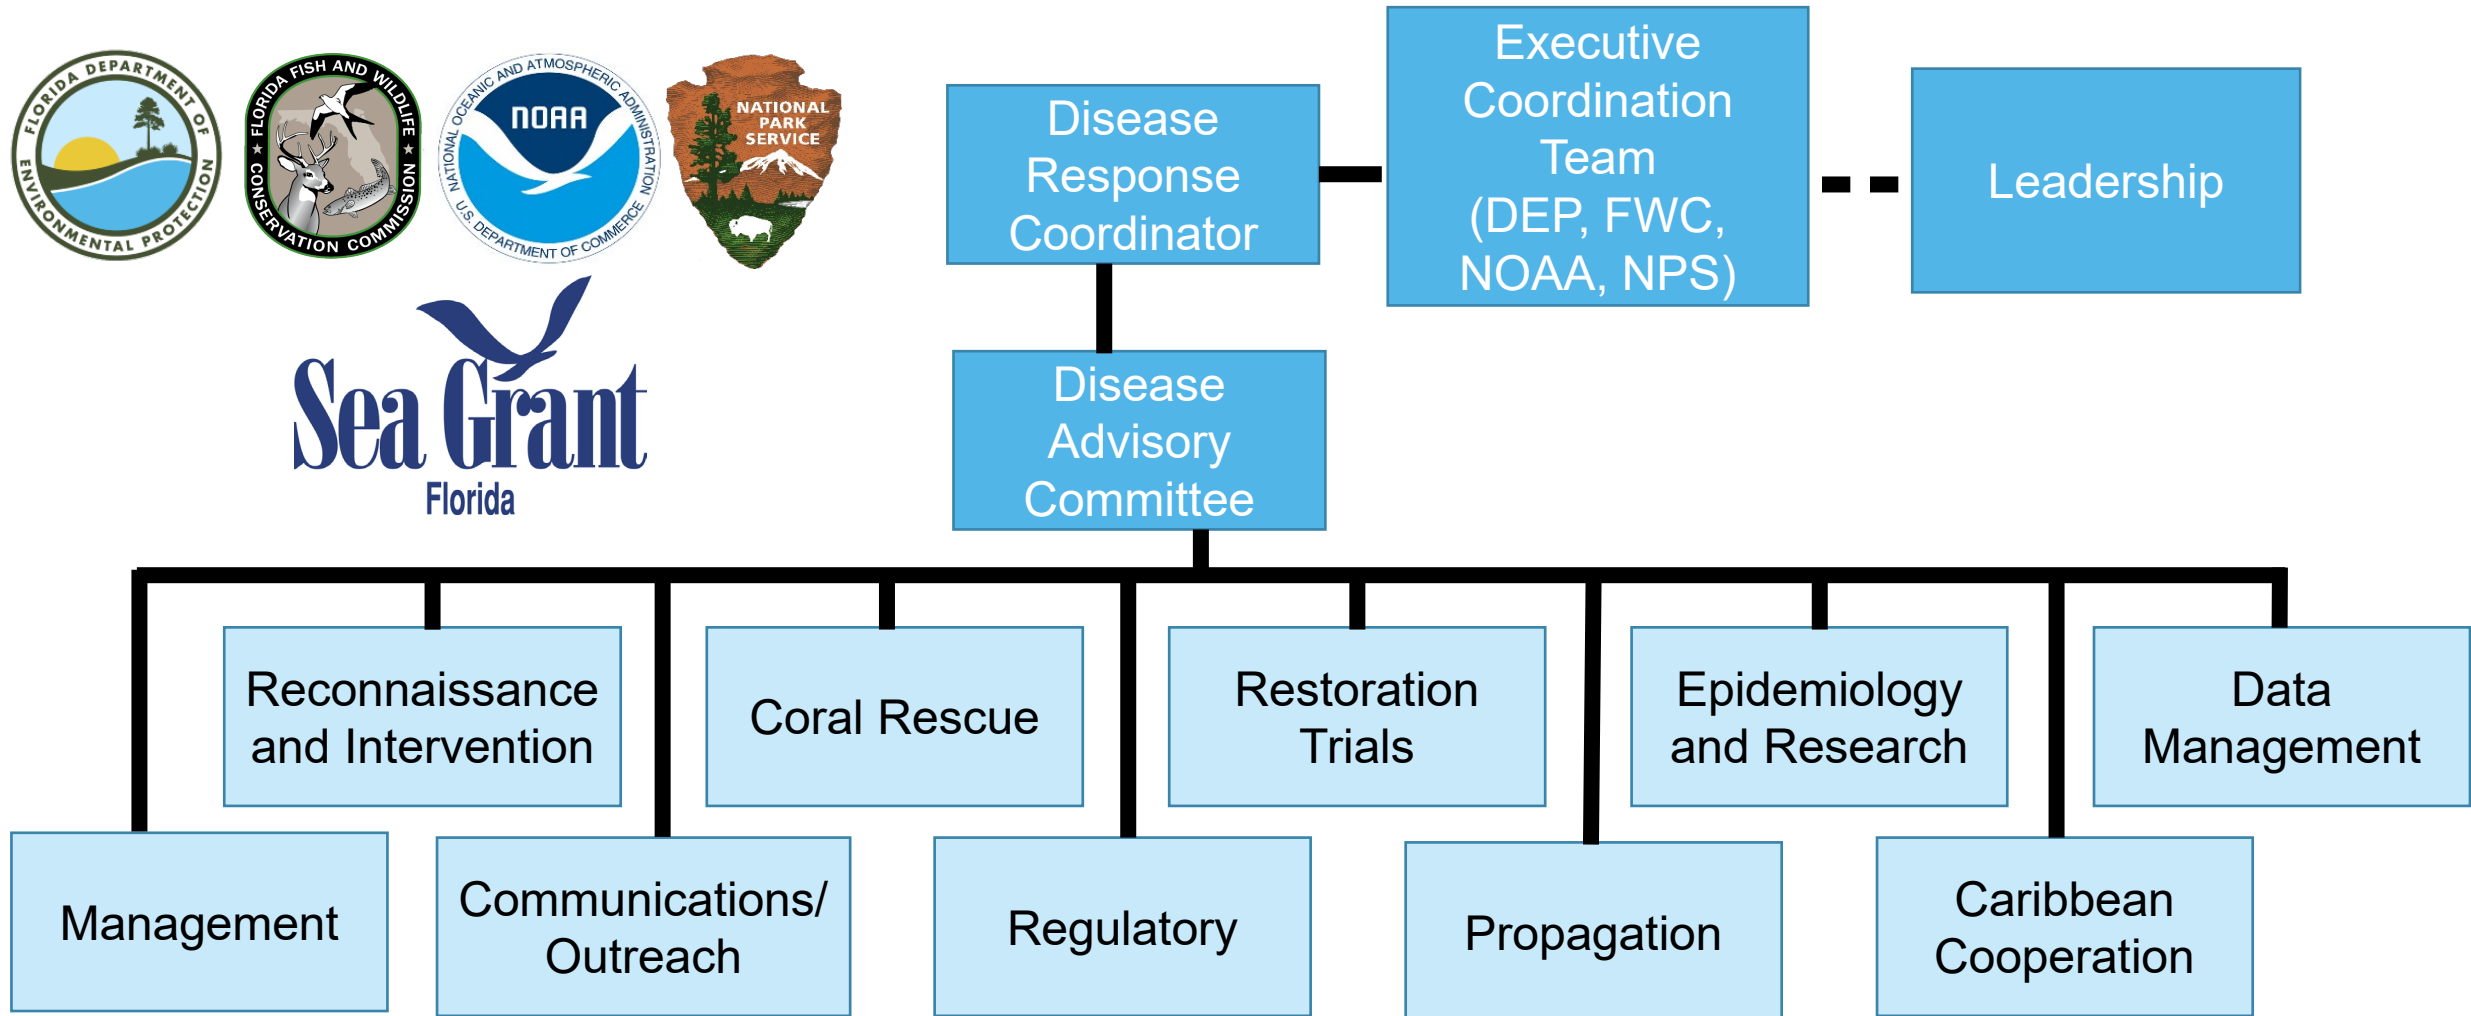 FLORIDA DEPARTMENT OF
ENVIRONMENTAL PROTECTION
FLORIDA FISH AND WILDLIFE
CONSERVATION COMMISSION
NATIONAL OCEANIC AND ATMOSPHERIC ADMINISTRATION
NOAA
U.S. DEPARTMENT OF COMMERCE
NATIONAL
PARK
SERVICE
Sea Grant
Florida
Disease
Response
Coordinator
Executive
Coordination
Team
(DEP, FWC,
NOAA, NPS)
Leadership
Disease
Advisory
Committee
Reconnaissance
and Intervention
Coral Rescue
Restoration
Trials
Epidemiology
and Research
Data
Management
Management
Communications/
Outreach
Regulatory
Propagation
Caribbean
Cooperation